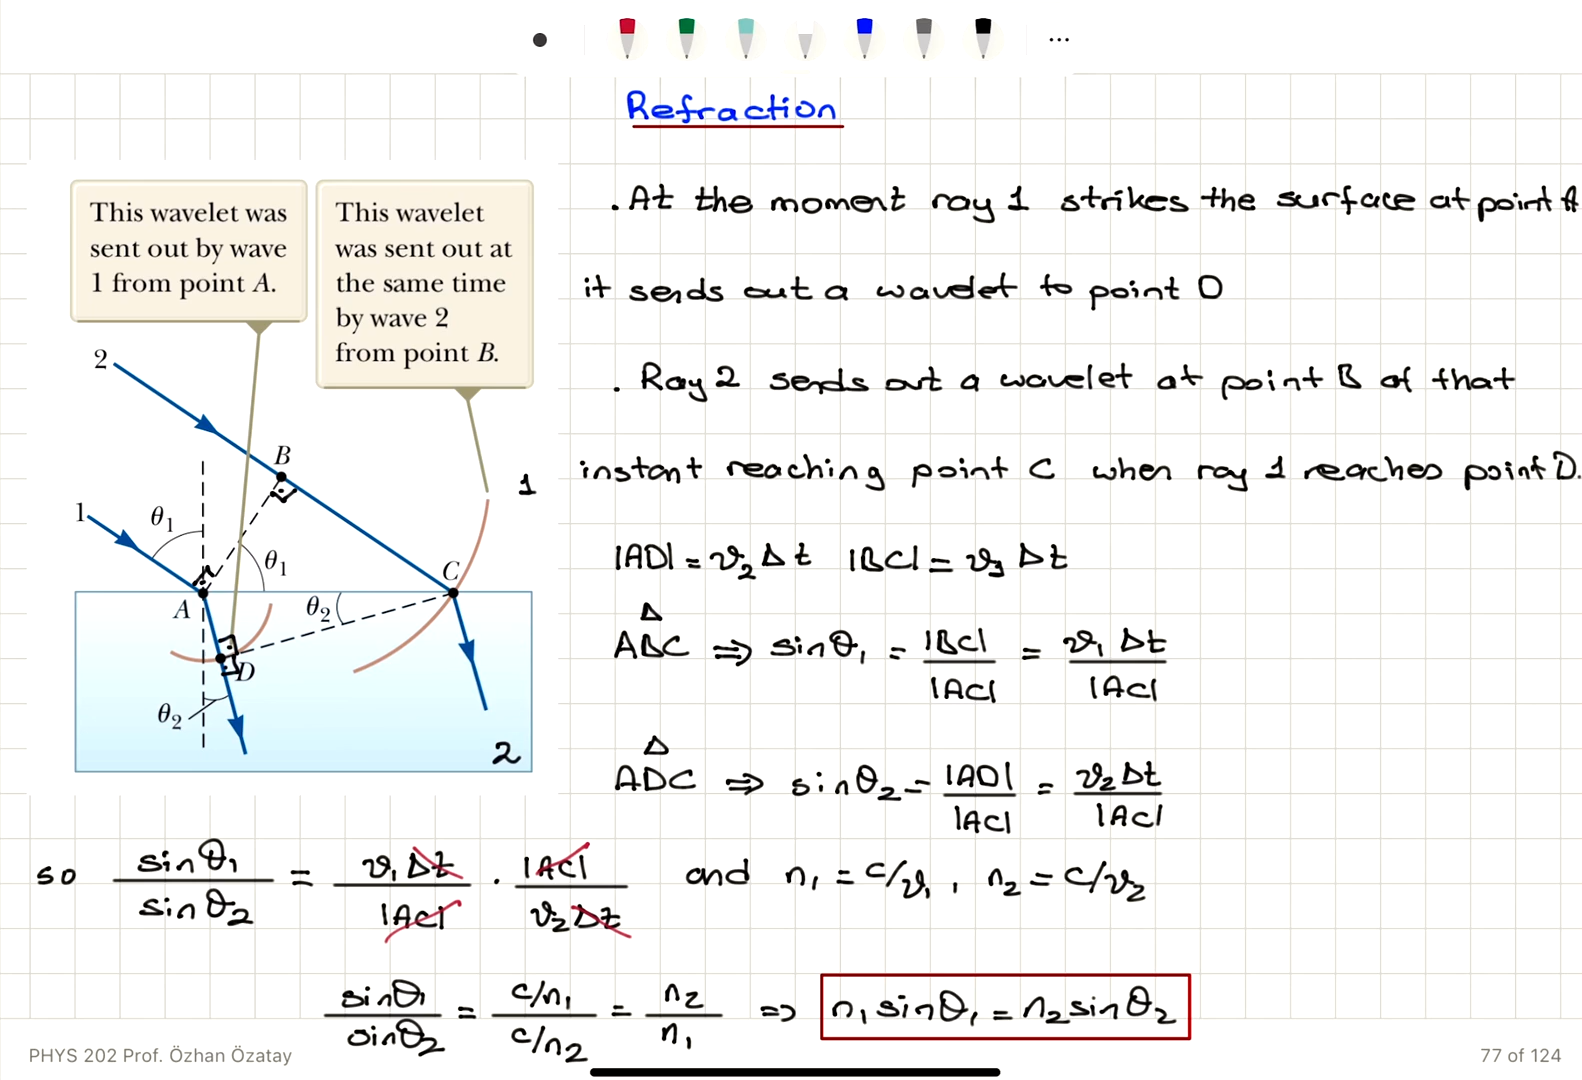 Refraction
This wavelet was
sent out by wave
1 from point A.
This wavelet
was sent out at
the same time
by wave 2
from point B.
. At the moment ray 1 strikes the surface at point A
it sends out a wavelet to point D
. Ray 2 sends out a wavelet at point B at that
instant reaching point C when ray 1 reaches point D.
2
B
1
1
θ₁
θ₁
C
A
θ₂
D
θ₂
2
|AD| = v₂ Δt |BC| = v₁ Δt
Δ
ABC ⇒ sinθ₁ = |BC| / |AC| = v₁ Δt / |AC|
Δ
ADC ⇒ sinθ₂ = |AD| / |AC| = v₂ Δt / |AC|
so sinθ₁ / sinθ₂ = v₁ Δt / |AC| · |AC| / v₂ Δt and n₁ = c/v₁ , n₂ = c/v₂
sinθ₁ / sinθ₂ = c/n₁ / c/n₂ = n₂ / n₁ ⇒ n₁ sinθ₁ = n₂ sinθ₂
PHYS 202 Prof. Özhan Özatay
77 of 124